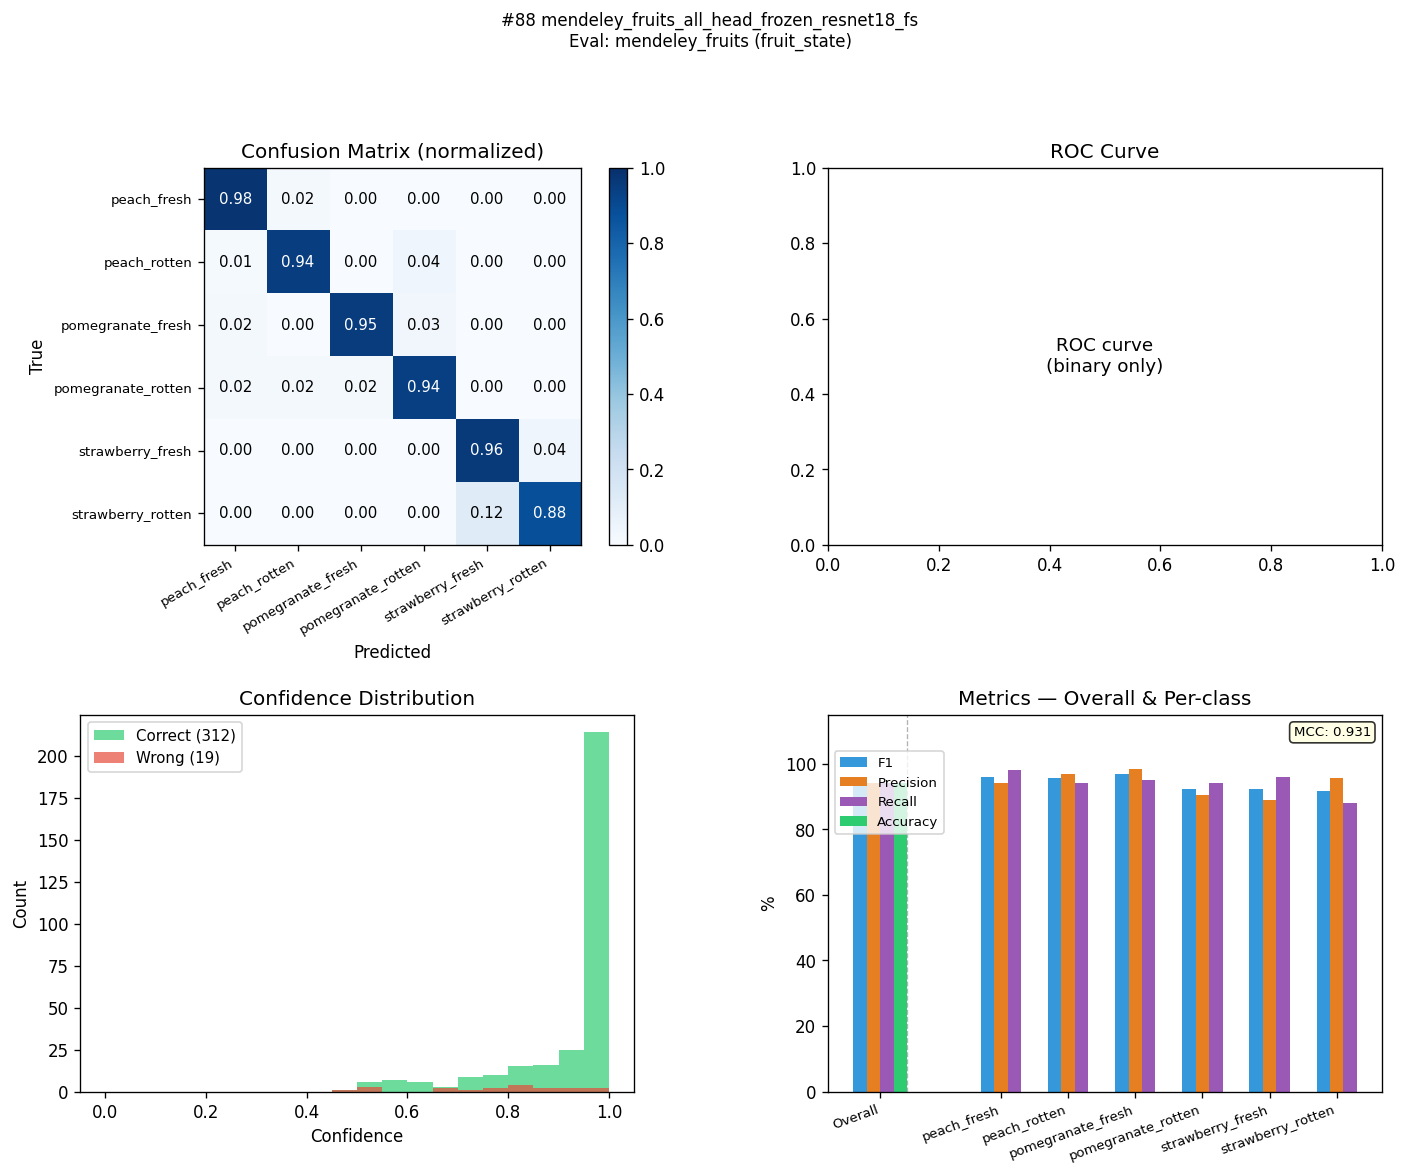 #88 mendeley_fruits_all_head_frozen_resnet18_fs
Eval: mendeley_fruits (fruit_state)
Confusion Matrix (normalized)
True
peach_fresh 0.98 0.02 0.00 0.00 0.00 0.00
peach_rotten 0.01 0.94 0.00 0.04 0.00 0.00
pomegranate_fresh 0.02 0.00 0.95 0.03 0.00 0.00
pomegranate_rotten 0.02 0.02 0.02 0.94 0.00 0.00
strawberry_fresh 0.00 0.00 0.00 0.00 0.96 0.04
strawberry_rotten 0.00 0.00 0.00 0.00 0.12 0.88
peach_fresh peach_rotten pomegranate_fresh pomegranate_rotten strawberry_fresh strawberry_rotten
Predicted
1.0
0.8
0.6
0.4
0.2
0.0
ROC Curve
1.0
0.8
0.6
0.4
0.2
0.0
ROC curve
(binary only)
0.0 0.2 0.4 0.6 0.8 1.0
Confidence Distribution
Correct (312)
Wrong (19)
Count
200
175
150
125
100
75
50
25
0
0.0 0.2 0.4 0.6 0.8 1.0
Confidence
Metrics — Overall & Per-class
MCC: 0.931
F1
Precision
Recall
Accuracy
%
100
80
60
40
20
0
Overall peach_fresh peach_rotten pomegranate_fresh pomegranate_rotten strawberry_fresh strawberry_rotten